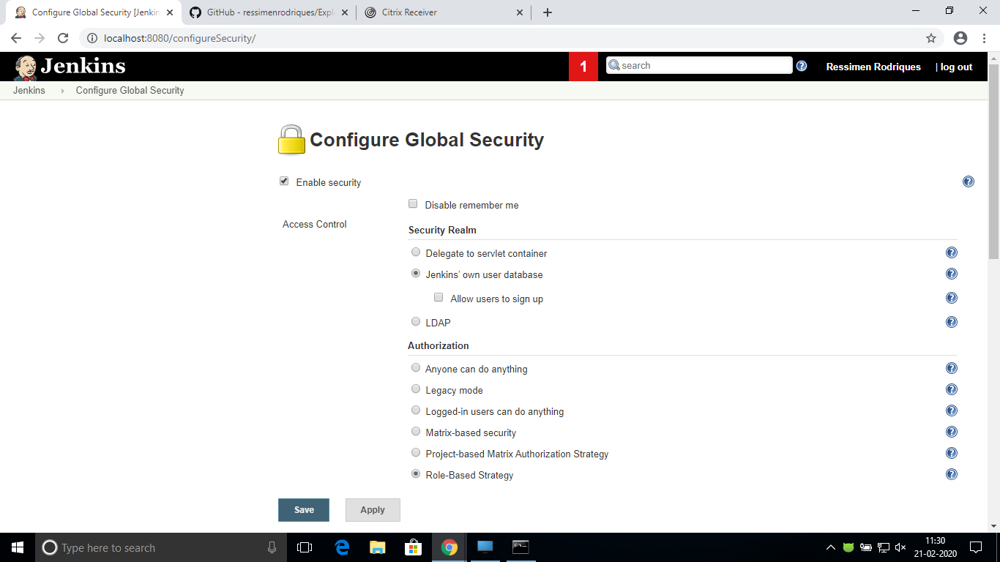 Configure Global Security [Jenkin
GitHub - ressimenrodriques/Expl
Citrix Receiver
localhost:8080/configureSecurity/
Jenkins
1
search
Ressimen Rodriques
| log out
Jenkins
Configure Global Security
Configure Global Security
Enable security
Disable remember me
Access Control
Security Realm
Delegate to servlet container
Jenkins' own user database
Allow users to sign up
LDAP
Authorization
Anyone can do anything
Legacy mode
Logged-in users can do anything
Matrix-based security
Project-based Matrix Authorization Strategy
Role-Based Strategy
Save
Apply
Type here to search
11:30
21-02-2020